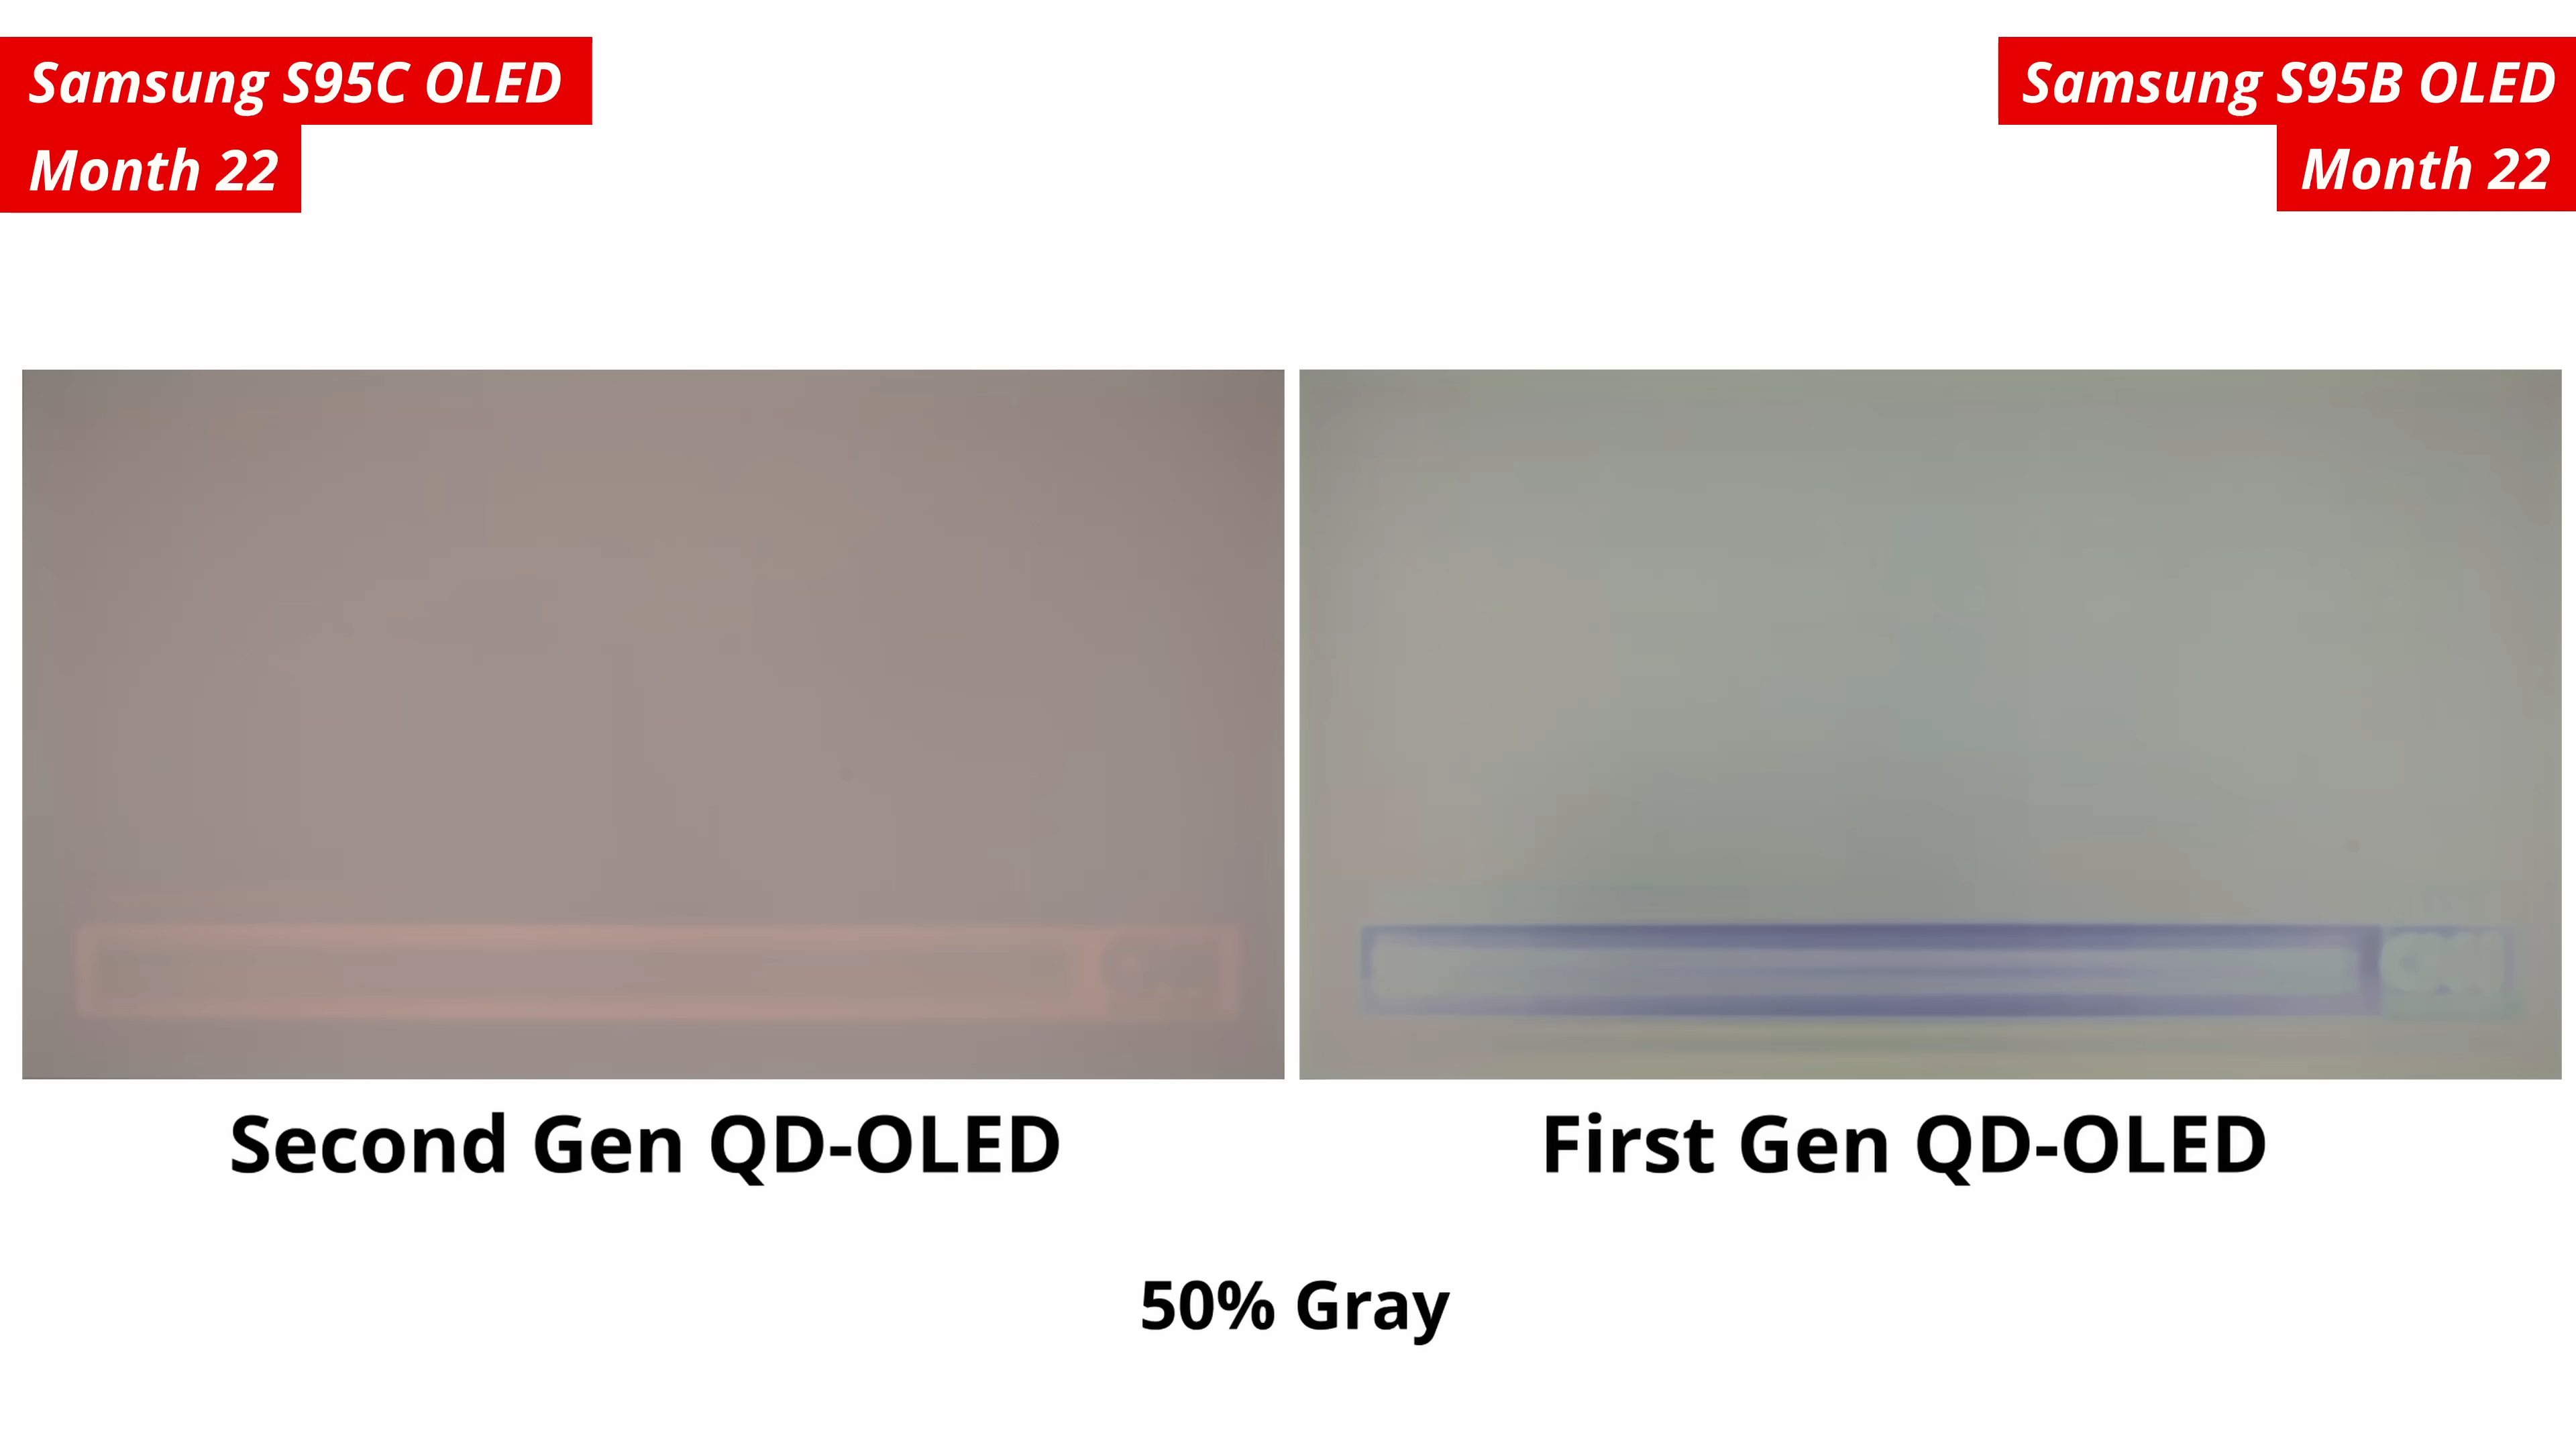 Samsung S95C OLED
Month 22
Samsung S95B OLED
Month 22
Second Gen QD-OLED
First Gen QD-OLED
50% Gray